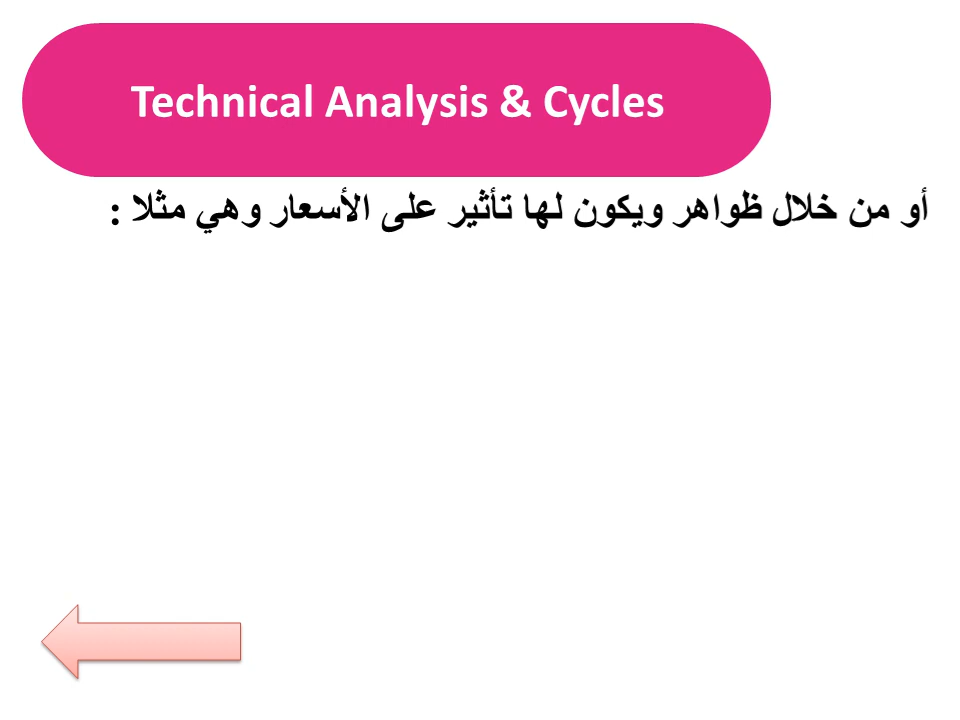 Technical Analysis & Cycles
أو من خلال ظواهر ويكون لها تأثير على الأسعار وهي مثلا :